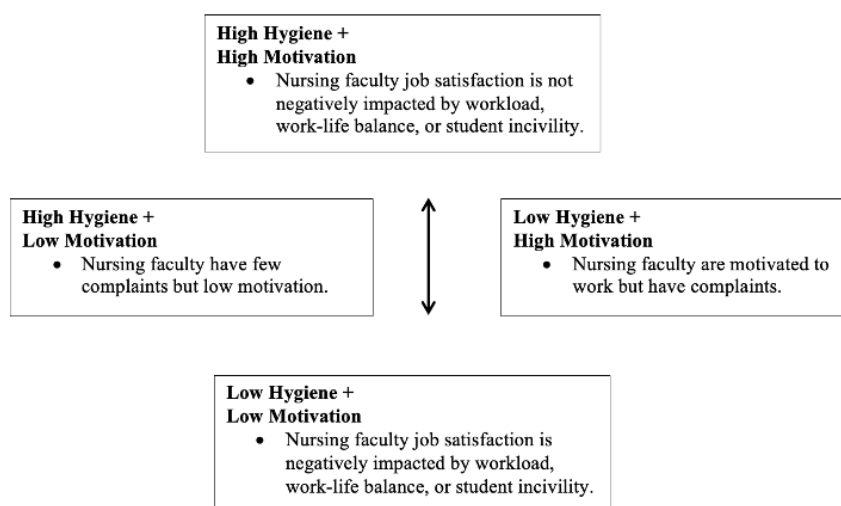 High Hygiene +
High Motivation
• Nursing faculty job satisfaction is not
negatively impacted by workload,
work-life balance, or student incivility.
High Hygiene +
Low Motivation
• Nursing faculty have few
complaints but low motivation.
Low Hygiene +
High Motivation
• Nursing faculty are motivated to
work but have complaints.
Low Hygiene +
Low Motivation
• Nursing faculty job satisfaction is
negatively impacted by workload,
work-life balance, or student incivility.